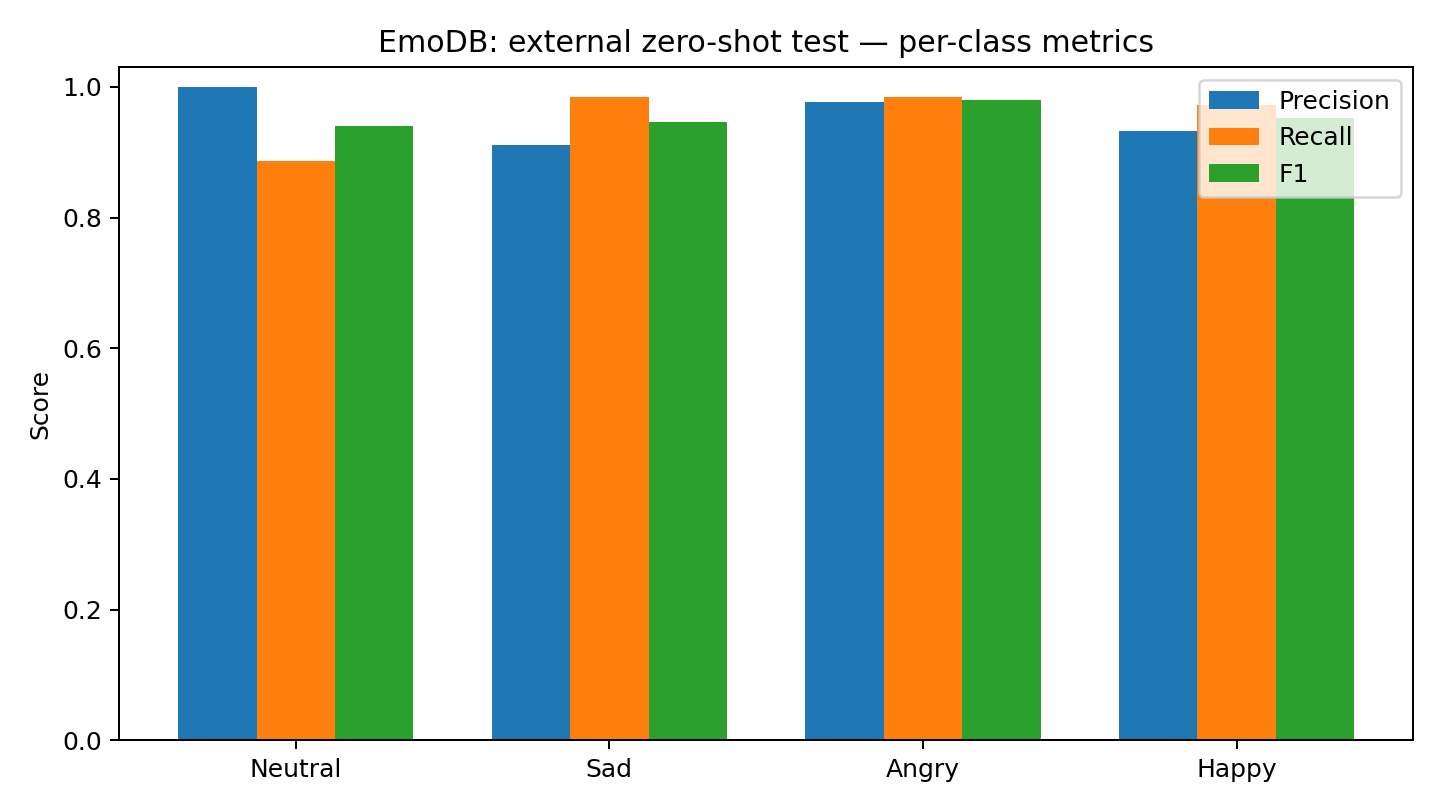 EmoDB: external zero-shot test — per-class metrics
1.0
0.8
0.6
0.4
0.2
0.0
Score
Precision
Recall
F1
Neutral
Sad
Angry
Happy